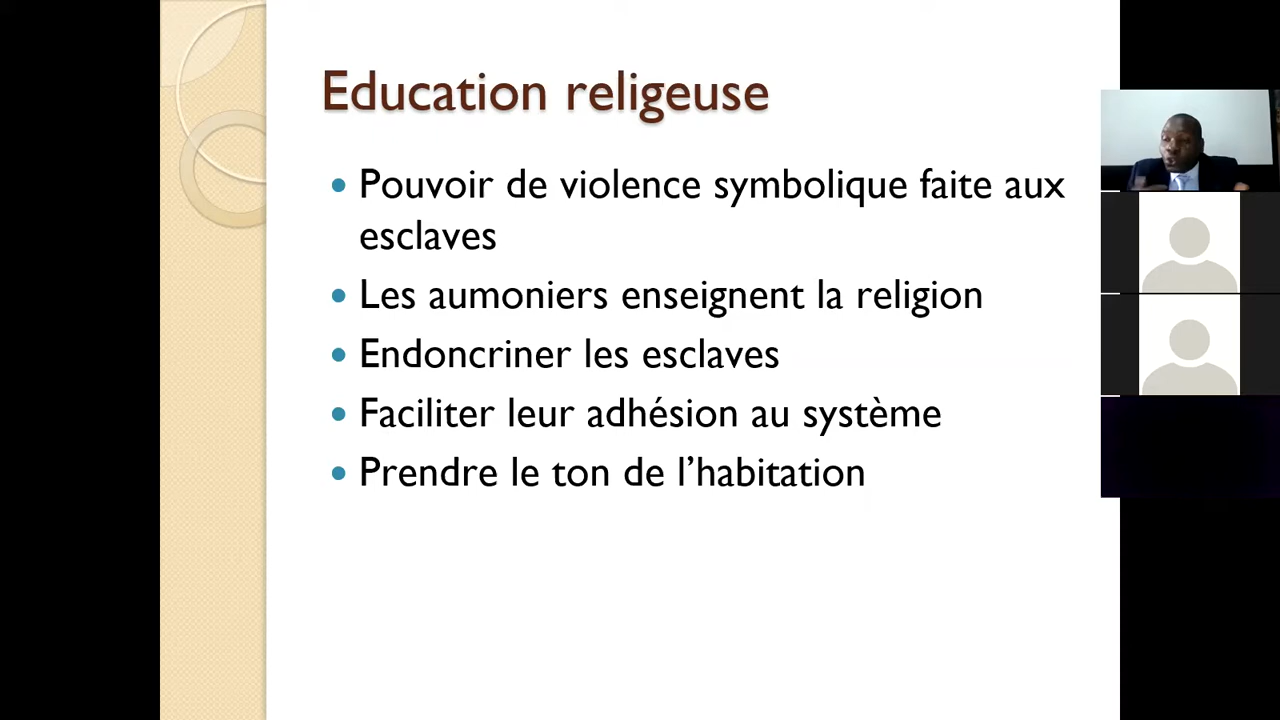 Education religeuse
• Pouvoir de violence symbolique faite aux
esclaves
• Les aumoniers enseignent la religion
• Endoncriner les esclaves
• Faciliter leur adhésion au système
• Prendre le ton de l’habitation